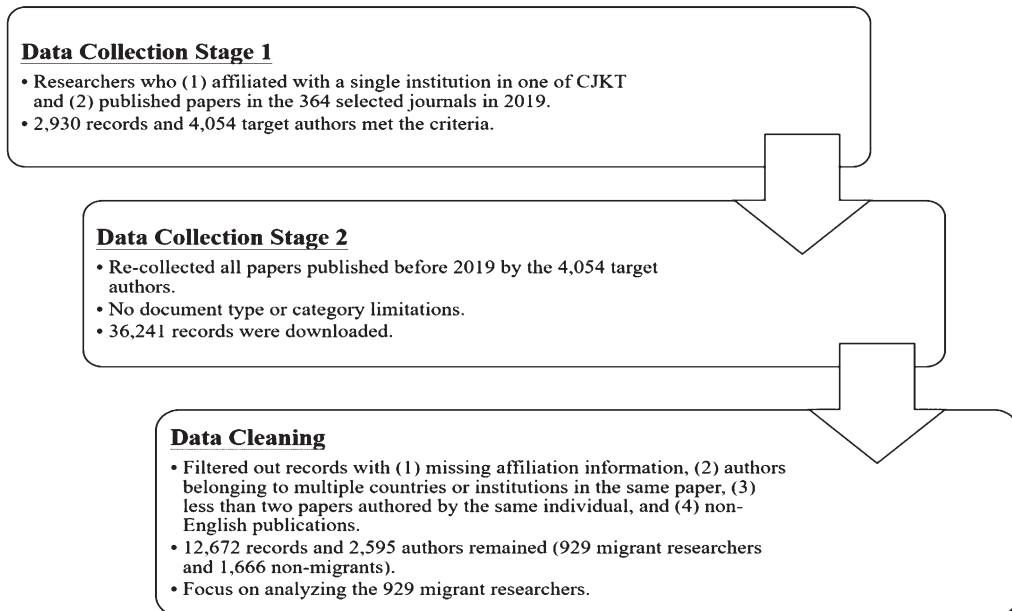 Data Collection Stage 1
• Researchers who (1) affiliated with a single institution in one of CJKT
and (2) published papers in the 364 selected journals in 2019.
• 2,930 records and 4,054 target authors met the criteria.
Data Collection Stage 2
• Re-collected all papers published before 2019 by the 4,054 target
authors.
• No document type or category limitations.
• 36,241 records were downloaded.
Data Cleaning
• Filtered out records with (1) missing affiliation information, (2) authors
belonging to multiple countries or institutions in the same paper, (3)
less than two papers authored by the same individual, and (4) non-
English publications.
• 12,672 records and 2,595 authors remained (929 migrant researchers
and 1,666 non-migrants).
• Focus on analyzing the 929 migrant researchers.